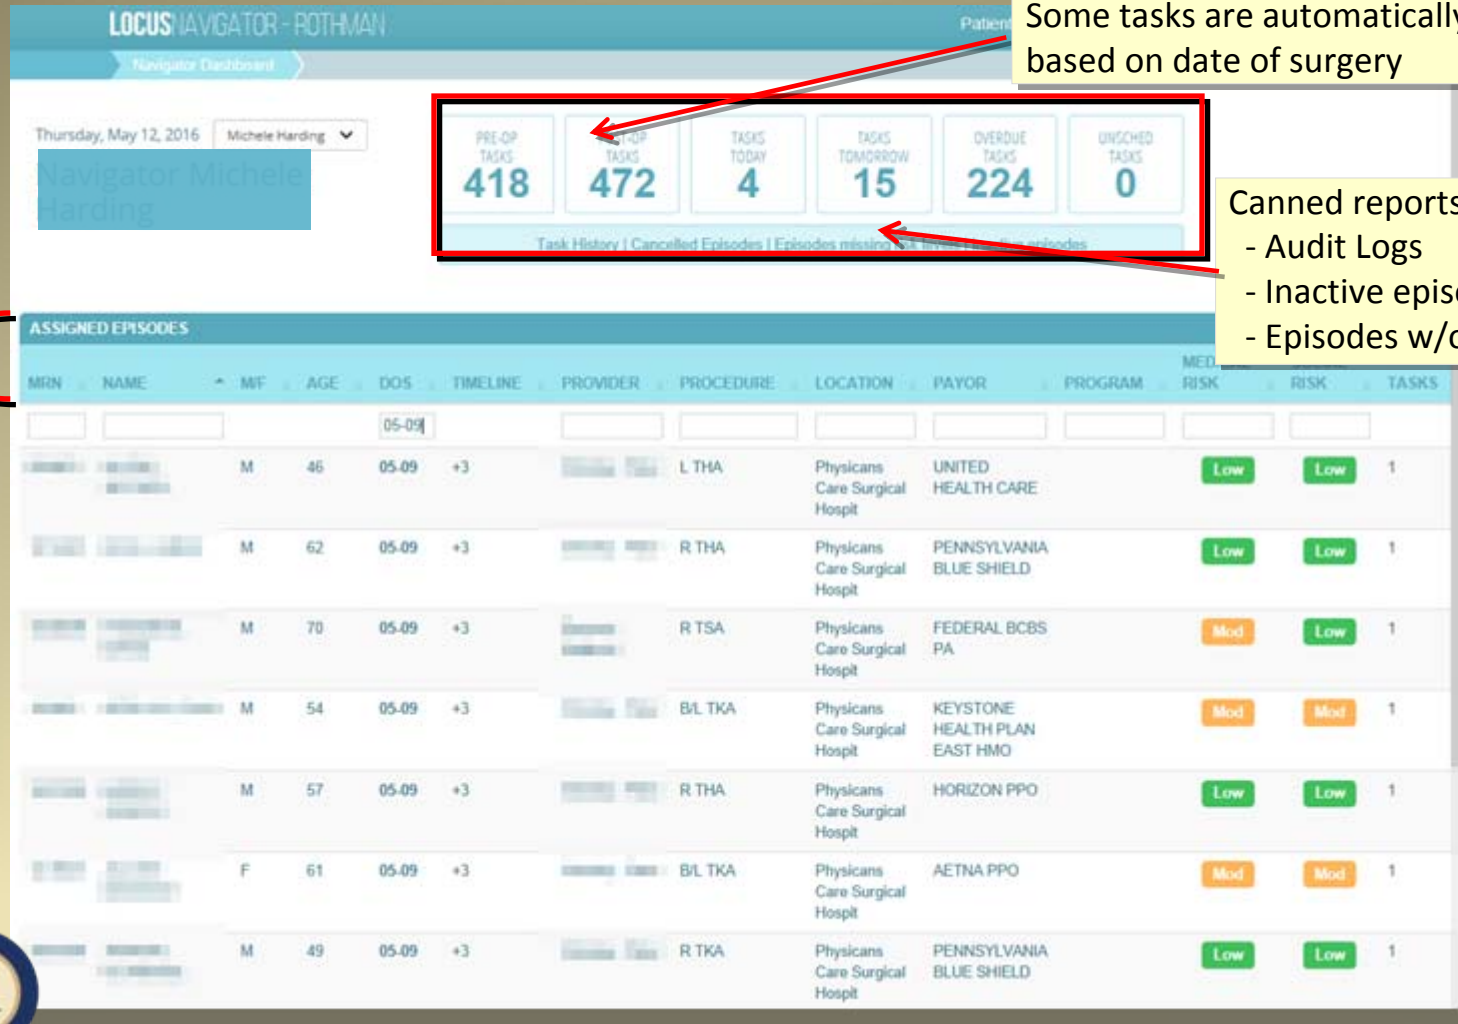 LOCUSNAVIGATOR - ROTHMAN
Patient
Some tasks are automatically
based on date of surgery
Navigator Dashboard
Thursday, May 12, 2016 Michele Harding
Navigator Michele
Harding
PRE-OP TASKS 418
TASKS 472
TASKS TODAY 4
TASKS TOMORROW 15
OVERDUE TASKS 224
UNSCHED TASKS 0
Task History | Cancelled Episodes | Episodes missing episodes
Canned reports
- Audit Logs
- Inactive
- Episodes
ASSIGNED EPISODES
MRN NAME M/F AGE DOS TIMELINE PROVIDER PROCEDURE LOCATION PAYOR PROGRAM RISK RISK TASKS
05-09
M 46 05-09 +3 L THA Physicans UNITED Low Low 1
Care Surgical HEALTH CARE
Hospit
M 62 05-09 +3 R THA Physicans PENNSYLVANIA Low Low 1
Care Surgical BLUE SHIELD
Hospit
M 70 05-09 +3 R TSA Physicans FEDERAL BCBS Mod Low 1
Care Surgical PA
Hospit
M 54 05-09 +3 B/L TKA Physicans KEYSTONE Mod Mod 1
Care Surgical HEALTH PLAN
Hospit EAST HMO
M 57 05-09 +3 R THA Physicans HORIZON PPO Low Low 1
Care Surgical
Hospit
F 61 05-09 +3 B/L TKA Physicans AETNA PPO Mod Mod 1
Care Surgical
Hospit
M 49 05-09 +3 R TKA Physicans PENNSYLVANIA Low Low 1
Care Surgical BLUE SHIELD
Hospit